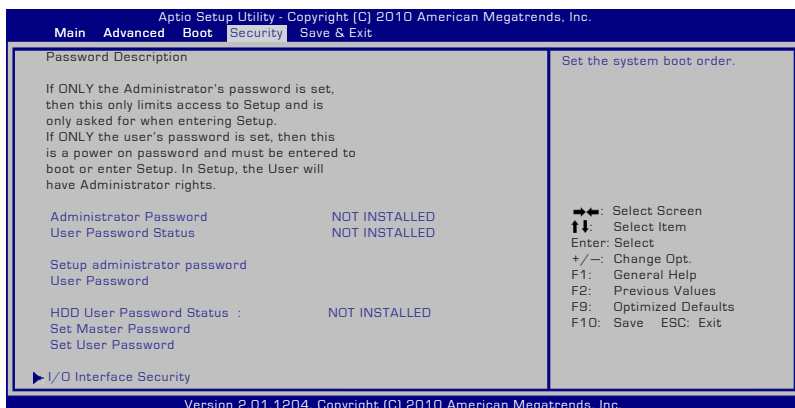 Aptio Setup Utility - Copyright (C) 2010 American Megatrends, Inc.
Main Advanced Boot Security Save & Exit
Password Description
If ONLY the Administrator's password is set,
then this only limits access to Setup and is
only asked for when entering Setup.
If ONLY the user's password is set, then this
is a power on password and must be entered to
boot or enter Setup. In Setup, the User will
have Administrator rights.
Administrator Password NOT INSTALLED
User Password Status NOT INSTALLED
Setup administrator password
User Password
HDD User Password Status : NOT INSTALLED
Set Master Password
Set User Password
I/O Interface Security
Set the system boot order.
→←: Select Screen
↑↓: Select Item
Enter: Select
+/—: Change Opt.
F1: General Help
F2: Previous Values
F9: Optimized Defaults
F10: Save ESC: Exit
Version 2.01.1204. Copyright (C) 2010 American Megatrends, Inc.